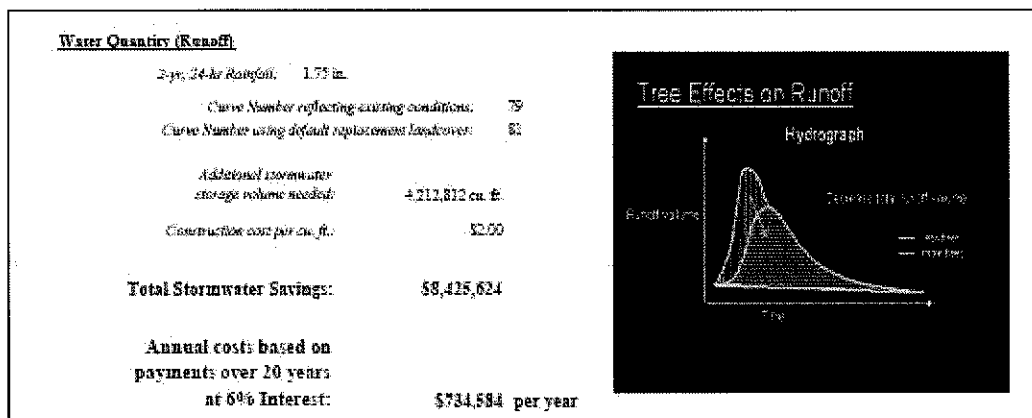 Water Quantity (Runoff)
2-yr, 24-hr Rainfall: 1.75 in.
Curve Number reflecting existing conditions: 79
Curve Number using default replacement landcover: 82
Additional stormwater
storage volume needed: 4,212,812 cu. ft.
Construction cost per cu. ft.: $2.00
Total Stormwater Savings: $8,425,624
Annual costs based on
payments over 20 years
at 6% Interest: $734,584 per year
Tree Effects on Runoff
Hydrograph
Runoff volume
runoff volume
Time